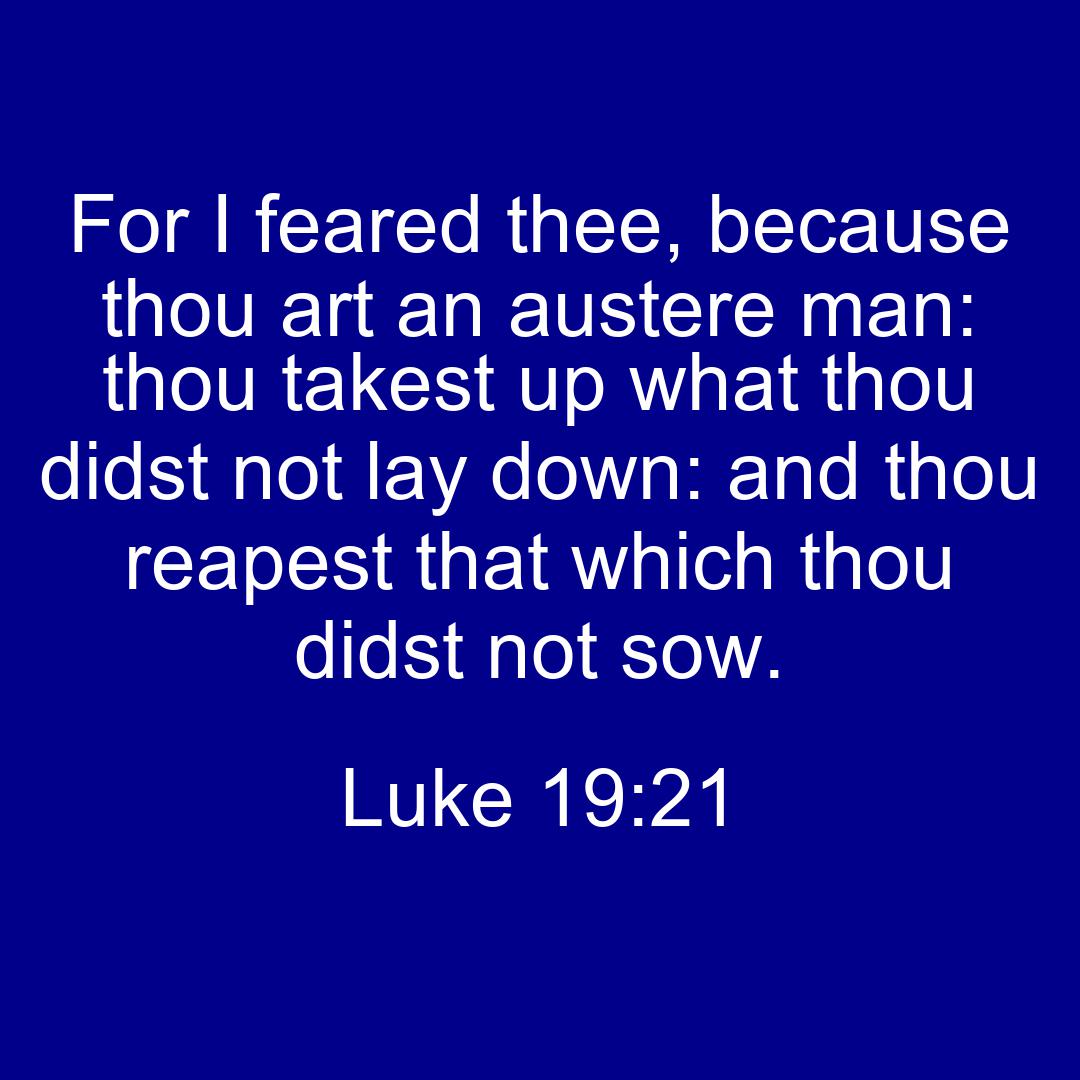 For I feared thee, because
thou art an austere man:
thou takest up what thou
didst not lay down: and thou
reapest that which thou
didst not sow.
Luke 19:21